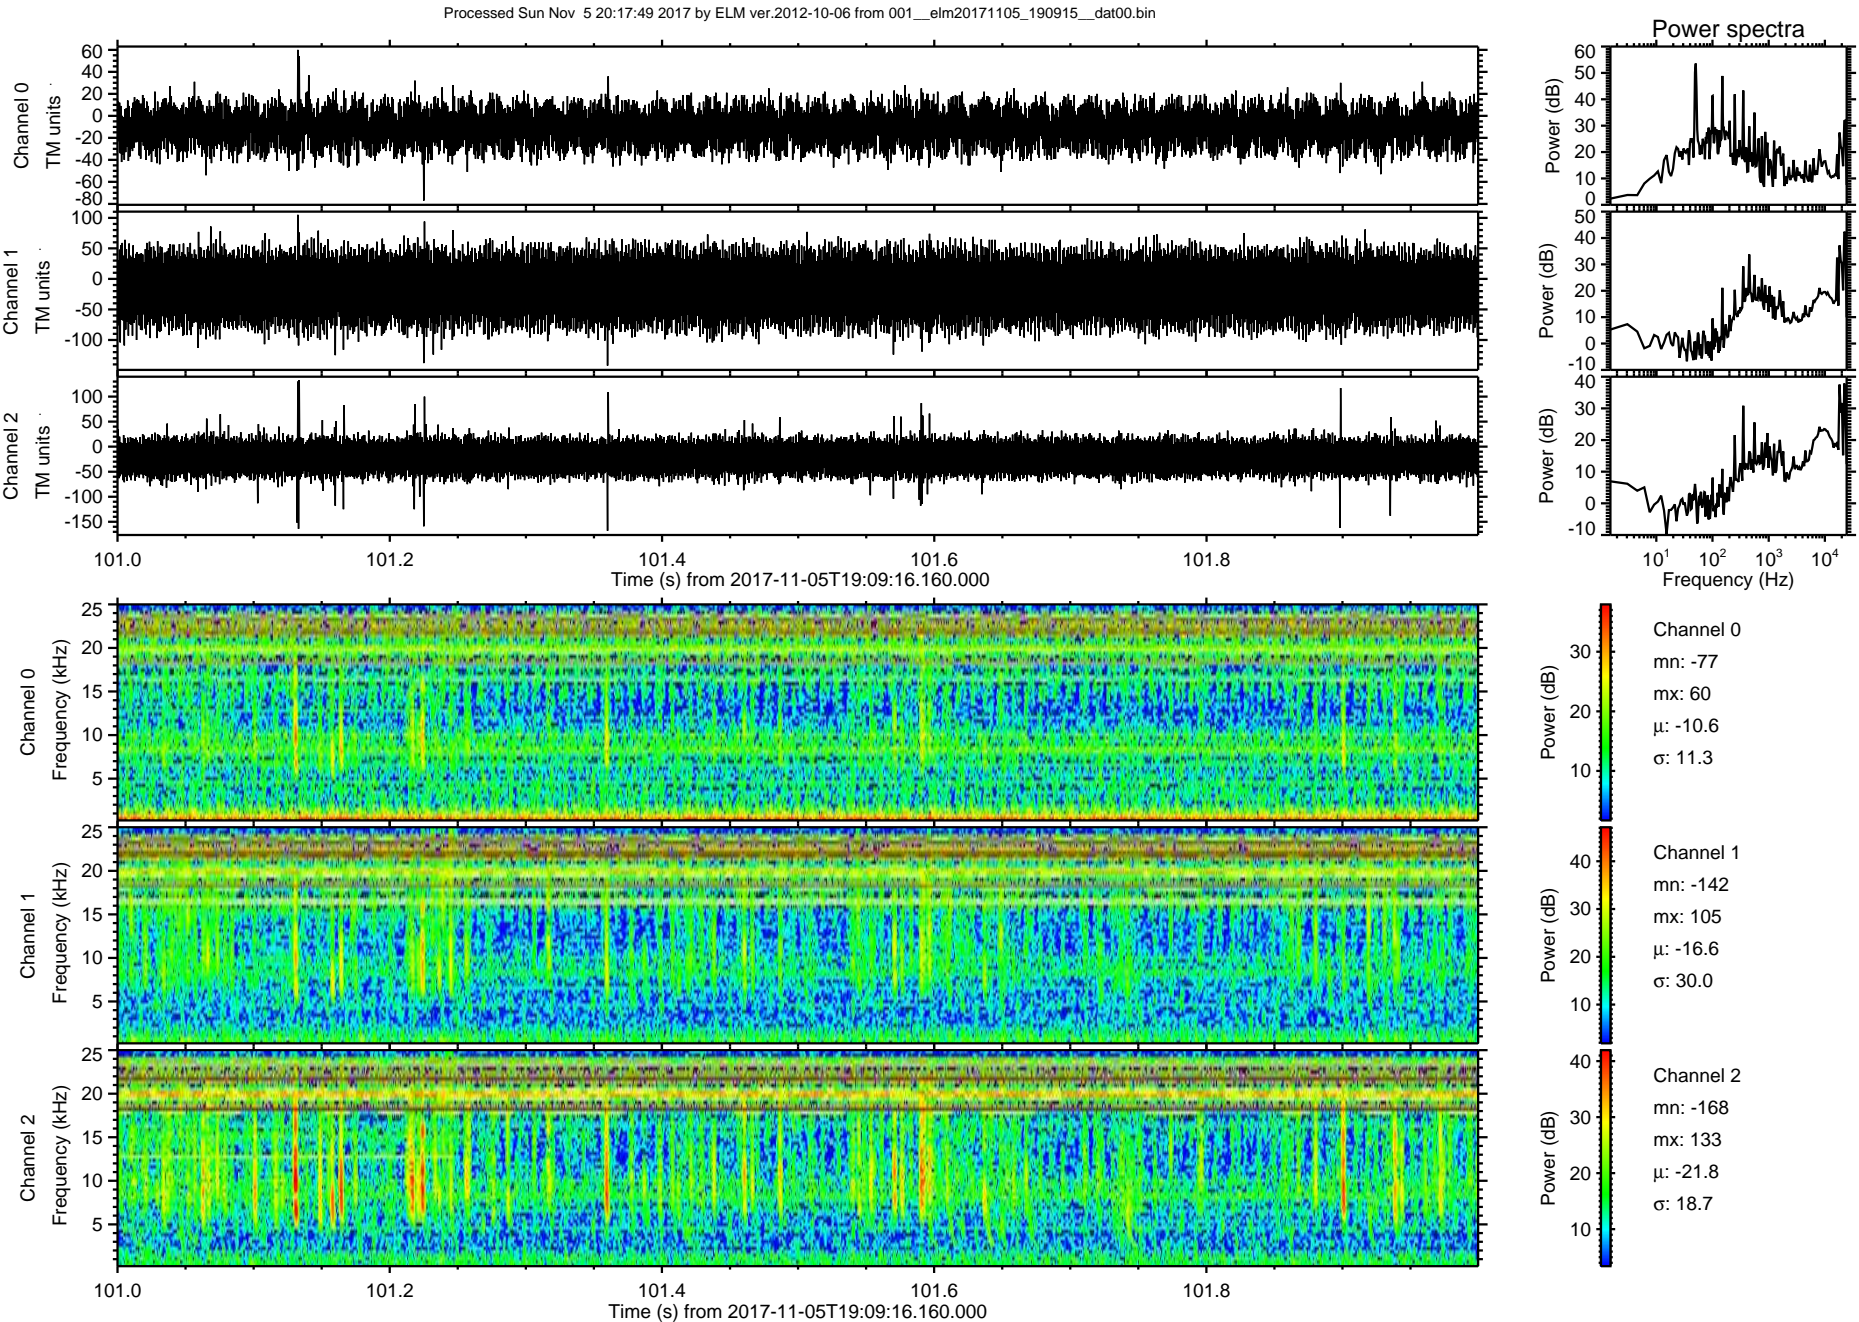 Processed Sun Nov 5 20:17:49 2017 by ELM ver.2012-10-06 from 001__elm20171105_190915__dat00.bin
Power spectra
Channel 0
TM units
60
40
20
0
-20
-40
-60
-80
Power (dB)
60
50
40
30
20
10
0
Channel 1
TM units
100
50
0
-50
-100
Power (dB)
50
40
30
20
10
0
-10
Channel 2
TM units
100
50
0
-50
-100
-150
Power (dB)
40
30
20
10
0
-10
101.0 101.2 101.4 101.6 101.8
Time (s) from 2017-11-05T19:09:16.160.000
10¹ 10² 10³ 10⁴
Frequency (Hz)
Channel 0
Frequency (kHz)
25
20
15
10
5
Power (dB)
30
20
10
Channel 0
mn: -77
mx: 60
μ: -10.6
σ: 11.3
Channel 1
Frequency (kHz)
25
20
15
10
5
Power (dB)
40
30
20
10
Channel 1
mn: -142
mx: 105
μ: -16.6
σ: 30.0
Channel 2
Frequency (kHz)
25
20
15
10
5
Power (dB)
40
30
20
10
Channel 2
mn: -168
mx: 133
μ: -21.8
σ: 18.7
101.0 101.2 101.4 101.6 101.8
Time (s) from 2017-11-05T19:09:16.160.000